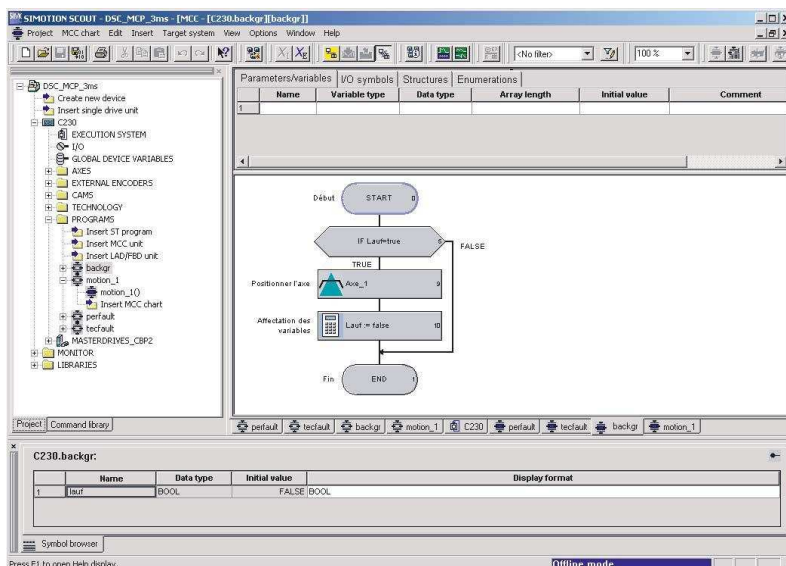 SIMOTION SCOUT - DSC_MCP_3ms - [MCC - [C230.backgr][backgr]]
Project MCC chart Edit Insert Target system View Options Window Help
<No filter> 100 %
DSC_MCP_3ms
Create new device
Insert single drive unit
C230
EXECUTION SYSTEM
I/O
GLOBAL DEVICE VARIABLES
AXES
EXTERNAL ENCODERS
CAMS
TECHNOLOGY
PROGRAMS
Insert ST program
Insert MCC unit
Insert LAD/FBD unit
backgr
motion_1
motion_1()
Insert MCC chart
perfault
tecfault
MASTERDRIVES_CBP2
MONITOR
LIBRARIES
Project Command library
Parameters/variables I/O symbols Structures Enumerations
Name Variable type Data type Array length Initial value Comment
1
Début START 0
IF Lauf=true 6
FALSE
TRUE
Positionner l'axe Axe_1 9
Affectation des
variables Lauf := false 10
Fin END 1
perfault tecfault backgr motion_1 C230 perfault tecfault backgr motion_1
C230.backgr:
Name Data type Initial value Display format
1 lauf BOOL FALSE BOOL
Symbol browser
Press F1 to open Help display. Offline mode